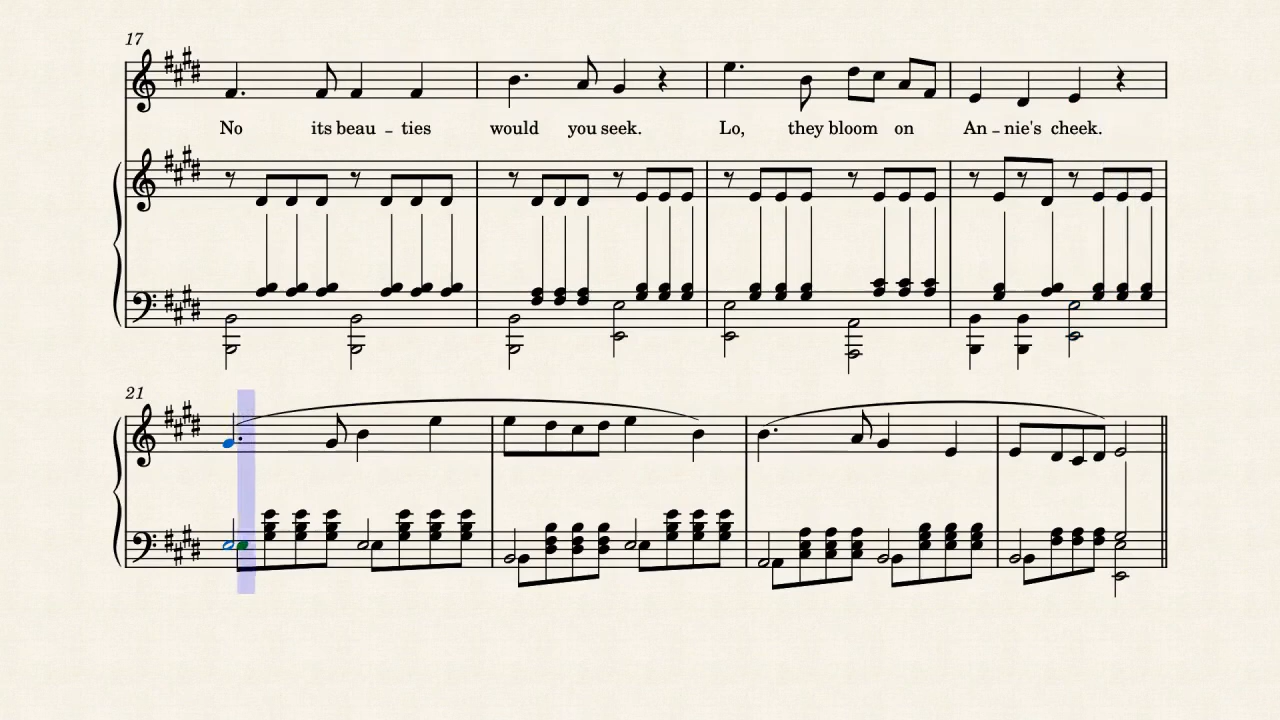 17
No its beau – ties would you seek. Lo, they bloom on An – nie's cheek.
21